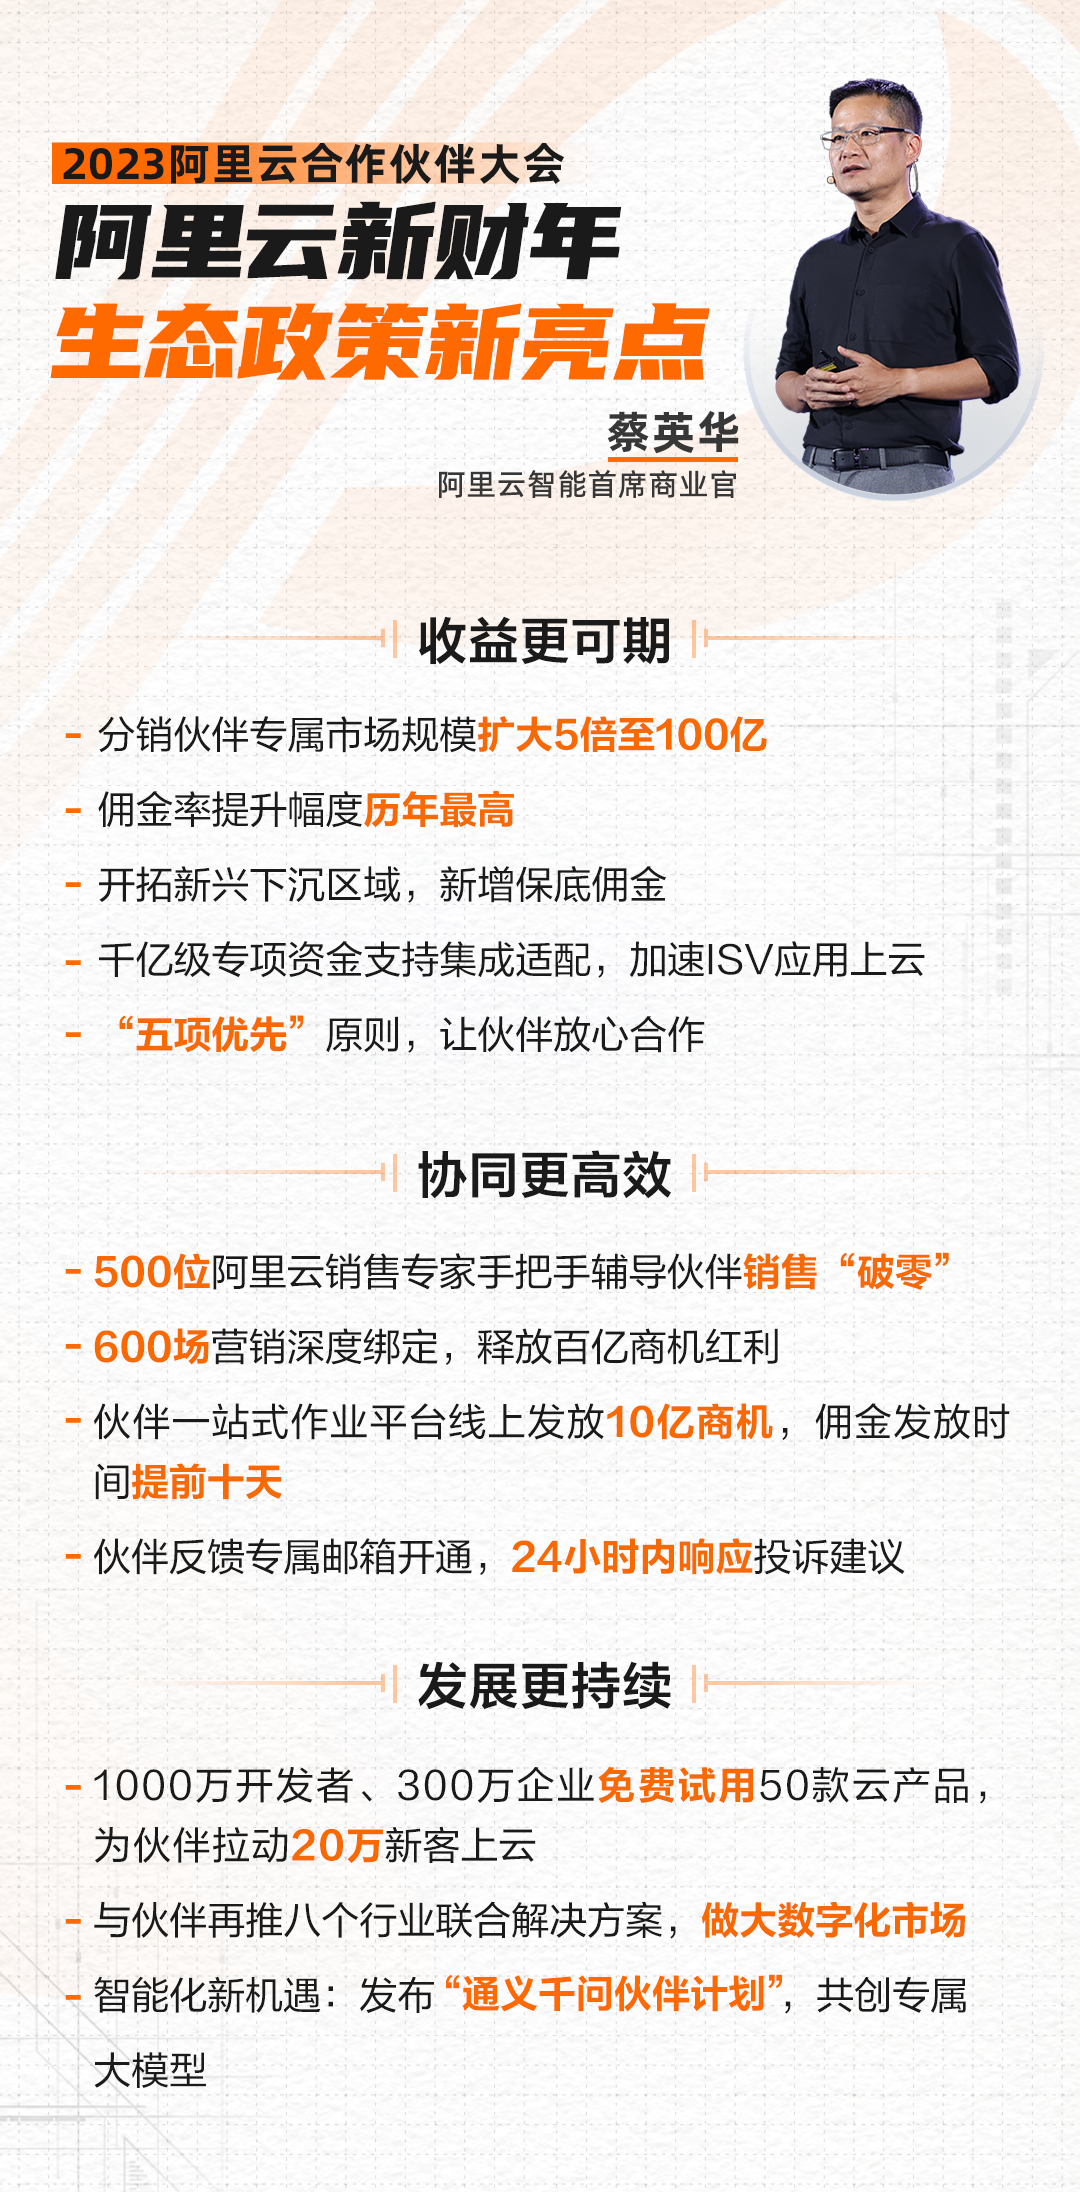 2023阿里云合作伙伴大会
阿里云新财年
生态政策新亮点
蔡英华
阿里云智能首席商业官
收益更可期
- 分销伙伴专属市场规模扩大5倍至100亿
- 佣金率提升幅度历年最高
- 开拓新兴下沉区域，新增保底佣金
- 千亿级专项资金支持集成适配，加速ISV应用上云
- “五项优先”原则，让伙伴放心合作
协同更高效
- 500位阿里云销售专家手把手辅导伙伴销售“破零”
- 600场营销深度绑定，释放百亿商机红利
- 伙伴一站式作业平台线上发放10亿商机，佣金发放时
间提前十天
- 伙伴反馈专属邮箱开通，24小时内响应投诉建议
发展更持续
- 1000万开发者、300万企业免费试用50款云产品，
为伙伴拉动20万新客上云
- 与伙伴再推八个行业联合解决方案，做大数字化市场
- 智能化新机遇：发布“通义千问伙伴计划”，共创专属
大模型